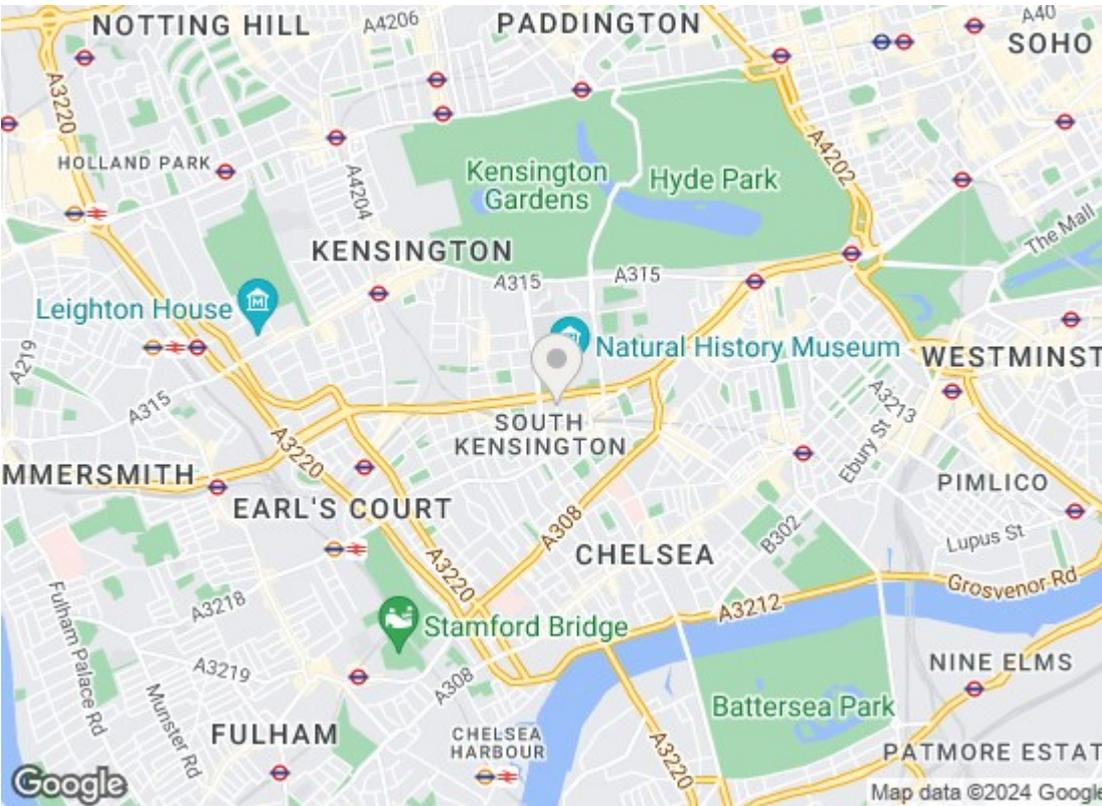 NOTTING HILL
A4206
PADDINGTON
A40
SOHO
A3220
HOLLAND PARK
A4204
Kensington
Gardens
Hyde Park
A4202
KENSINGTON
A315
A315
The Mall
Leighton House
Natural History Museum
WESTMINST
A219
A315
SOUTH
KENSINGTON
A3213
Ebury St
A3220
MMERSMITH
EARL'S COURT
PIMLICO
A308
CHELSEA
B302
Lupus St
A3220
Grosvenor Rd
A3218
A3212
Fulham Palace Rd
Stamford Bridge
A3219
A308
NINE ELMS
Munster Rd
Battersea Park
FULHAM
CHELSEA
HARBOUR
A3220
PATMORE ESTAT
Google
Map data ©2024 Google